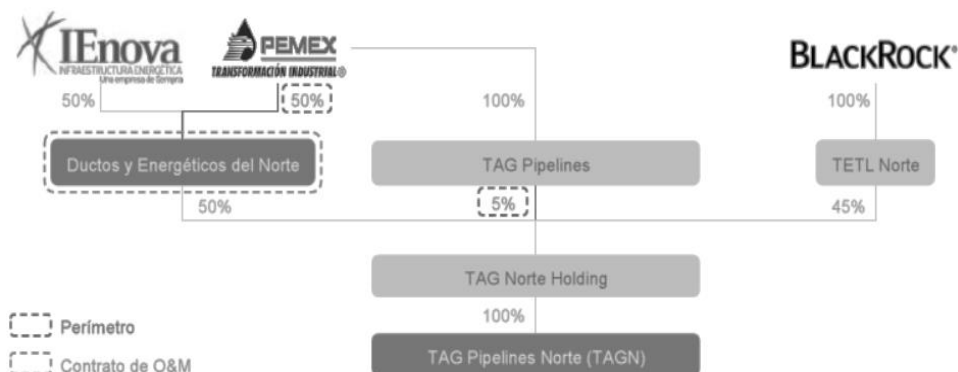 IEnova
INFRAESTRUCTURA ENERGÉTICA
Una empresa de Sempra
PEMEX
TRANSFORMACIÓN INDUSTRIAL®
BLACKROCK®
50%
50%
100%
100%
Ductos y Energéticos del Norte
TAG Pipelines
TETL Norte
50%
5%
45%
TAG Norte Holding
100%
Perímetro
TAG Pipelines Norte (TAGN)
Contrato de O&M